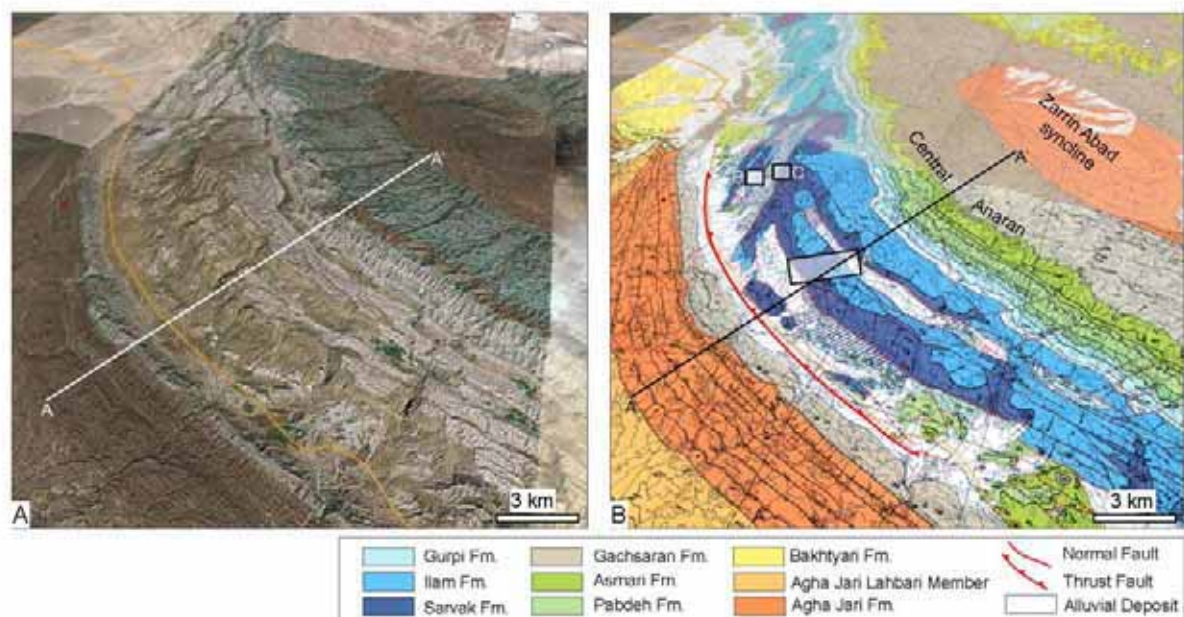 A'
A
A
3 km
Zarrin Abad
syncline
A'
Central
Anaran
C
A
B
3 km
Gurpi Fm.
Gachsaran Fm.
Bakhtyari Fm.
Normal Fault
Ilam Fm.
Asmari Fm.
Agha Jari Lahbari Member
Thrust Fault
Sarvak Fm.
Pabdeh Fm.
Agha Jari Fm.
Alluvial Deposit